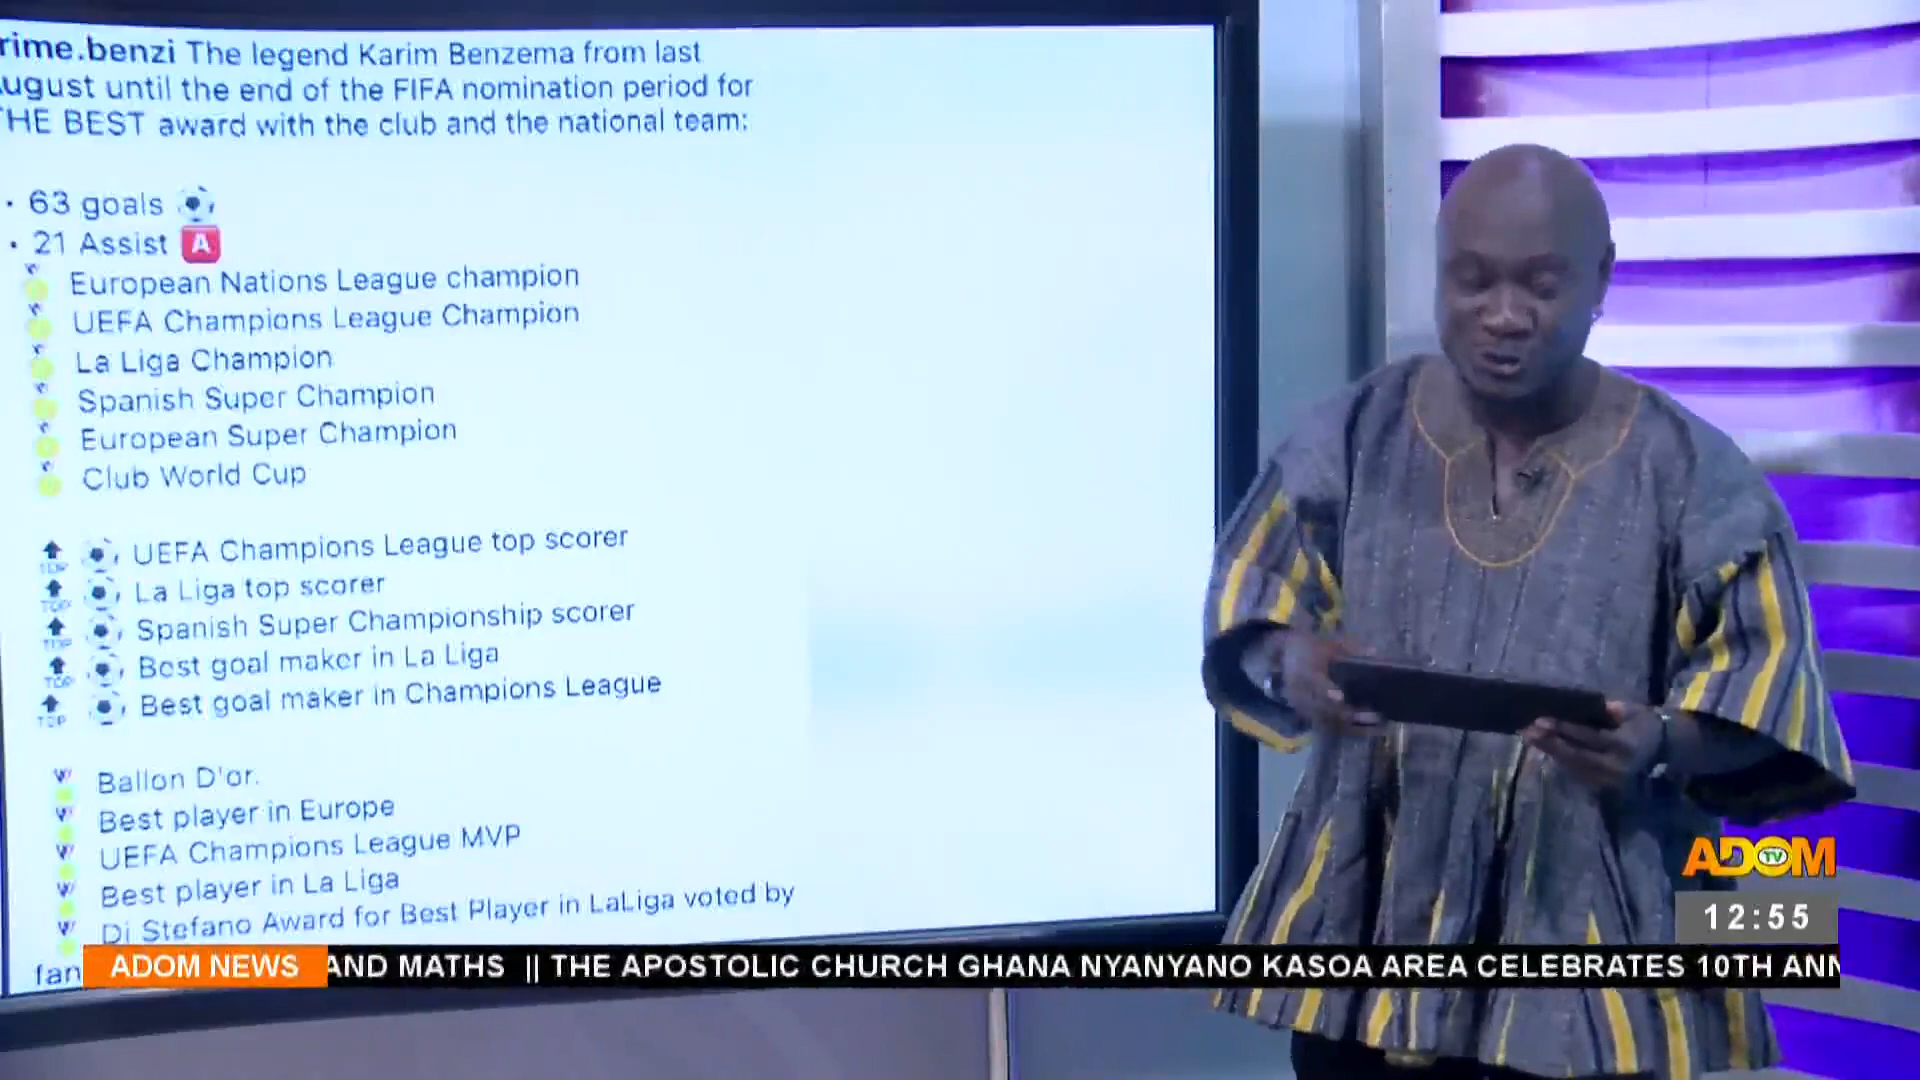 rime.benzi The legend Karim Benzema from last
ugust until the end of the FIFA nomination period for
THE BEST award with the club and the national team:
· 63 goals
· 21 Assist A
European Nations League champion
UEFA Champions League Champion
La Liga Champion
Spanish Super Champion
European Super Champion
Club World Cup
TOP UEFA Champions League top scorer
TOP La Liga top scorer
TOP Spanish Super Championship scorer
TOP Best goal maker in La Liga
TOP Best goal maker in Champions League
Ballon D'or.
Best player in Europe
UEFA Champions League MVP
Best player in La Liga
Di Stefano Award for Best Player in LaLiga voted by
fan
ADOM TV
12:55
ADOM NEWS AND MATHS || THE APOSTOLIC CHURCH GHANA NYANYANO KASOA AREA CELEBRATES 10TH ANN